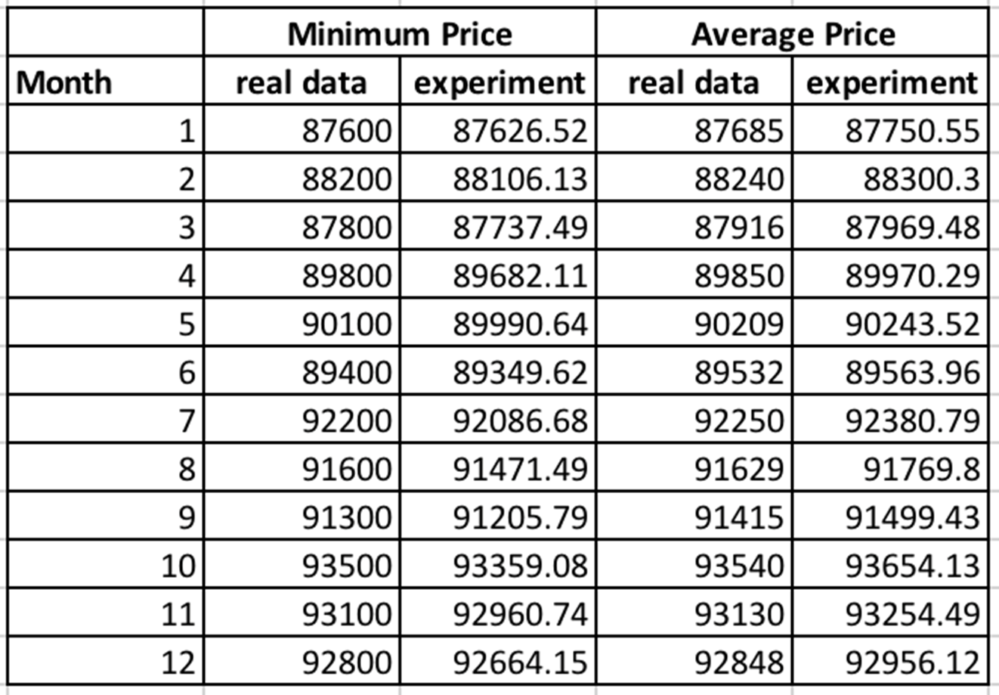 Minimum Price Average Price
Month real data experiment real data experiment
1 87600 87626.52 87685 87750.55
2 88200 88106.13 88240 88300.3
3 87800 87737.49 87916 87969.48
4 89800 89682.11 89850 89970.29
5 90100 89990.64 90209 90243.52
6 89400 89349.62 89532 89563.96
7 92200 92086.68 92250 92380.79
8 91600 91471.49 91629 91769.8
9 91300 91205.79 91415 91499.43
10 93500 93359.08 93540 93654.13
11 93100 92960.74 93130 93254.49
12 92800 92664.15 92848 92956.12